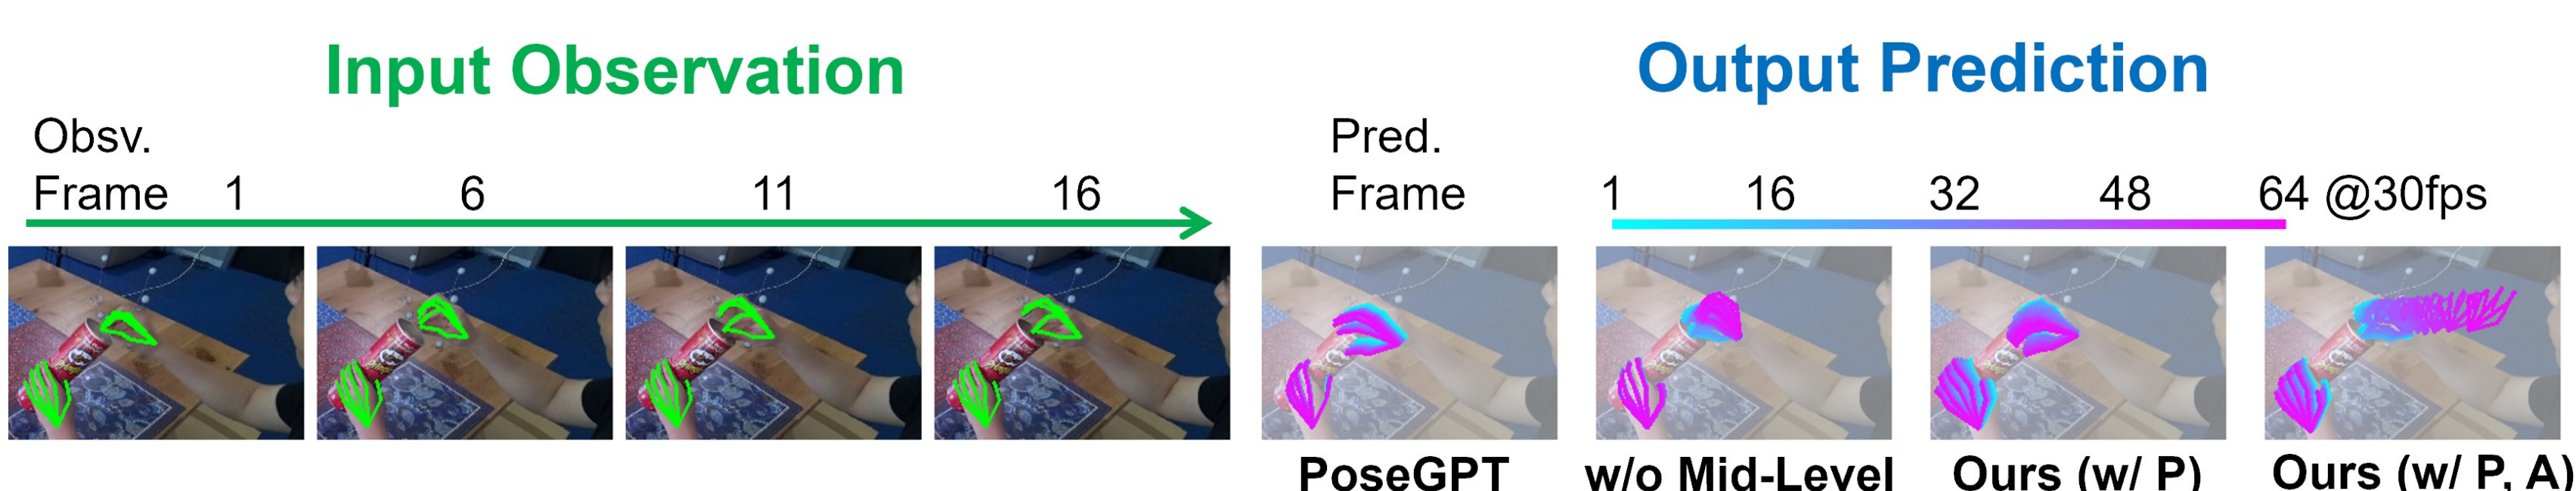 Input Observation
Output Prediction
Obsv.
Frame 1 6 11 16
Pred.
Frame 1 16 32 48 64 @30fps
PoseGPT
w/o Mid-Level
Ours (w/ P)
Ours (w/ P, A)